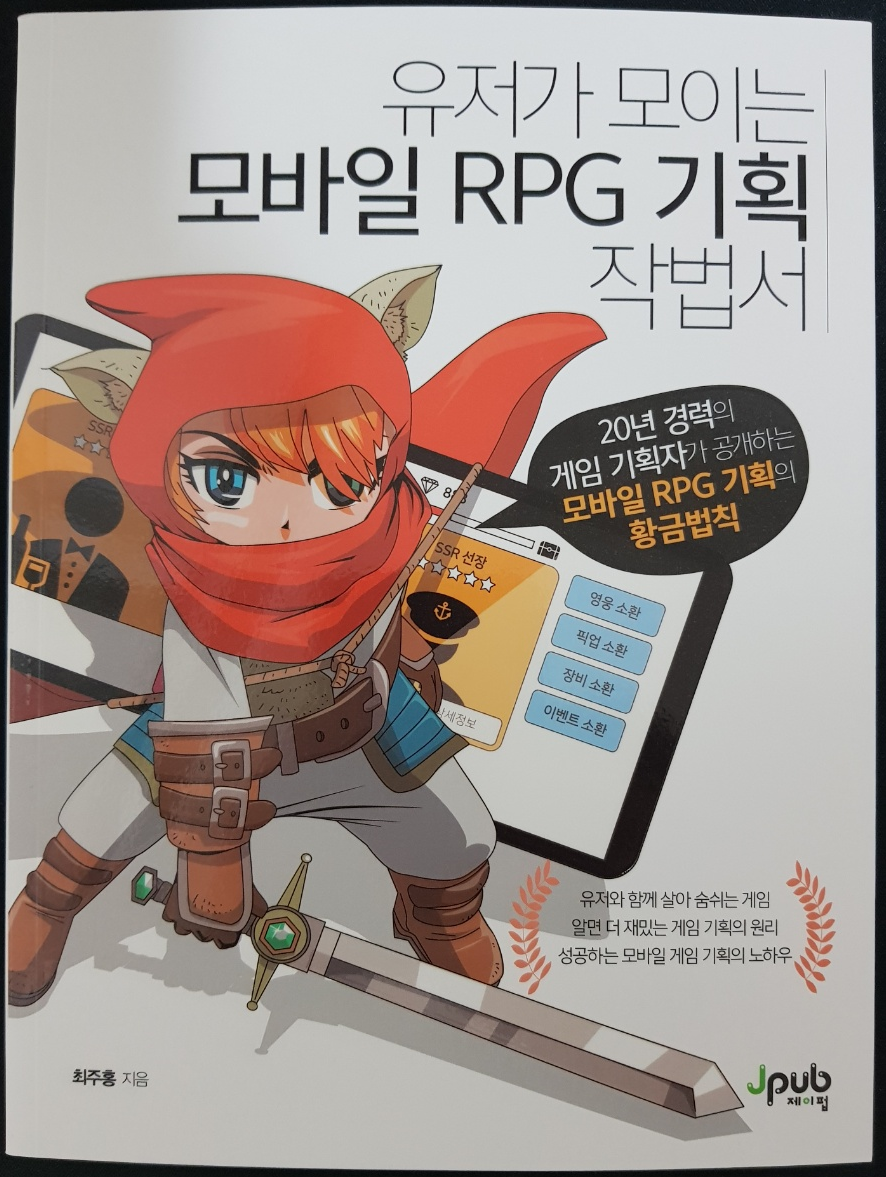 유저가 모이는
모바일 RPG 기획
작법서
20년 경력의
게임 기획자가 공개하는
모바일 RPG 기획의
황금법칙
SSR
SSR 선장
영웅 소환
픽업 소환
장비 소환
이벤트 소환
유저와 함께 살아 숨쉬는 게임
알면 더 재밌는 게임 기획의 원리
성공하는 모바일 게임 기획의 노하우
최주홍 지음
Jpub
제이펍